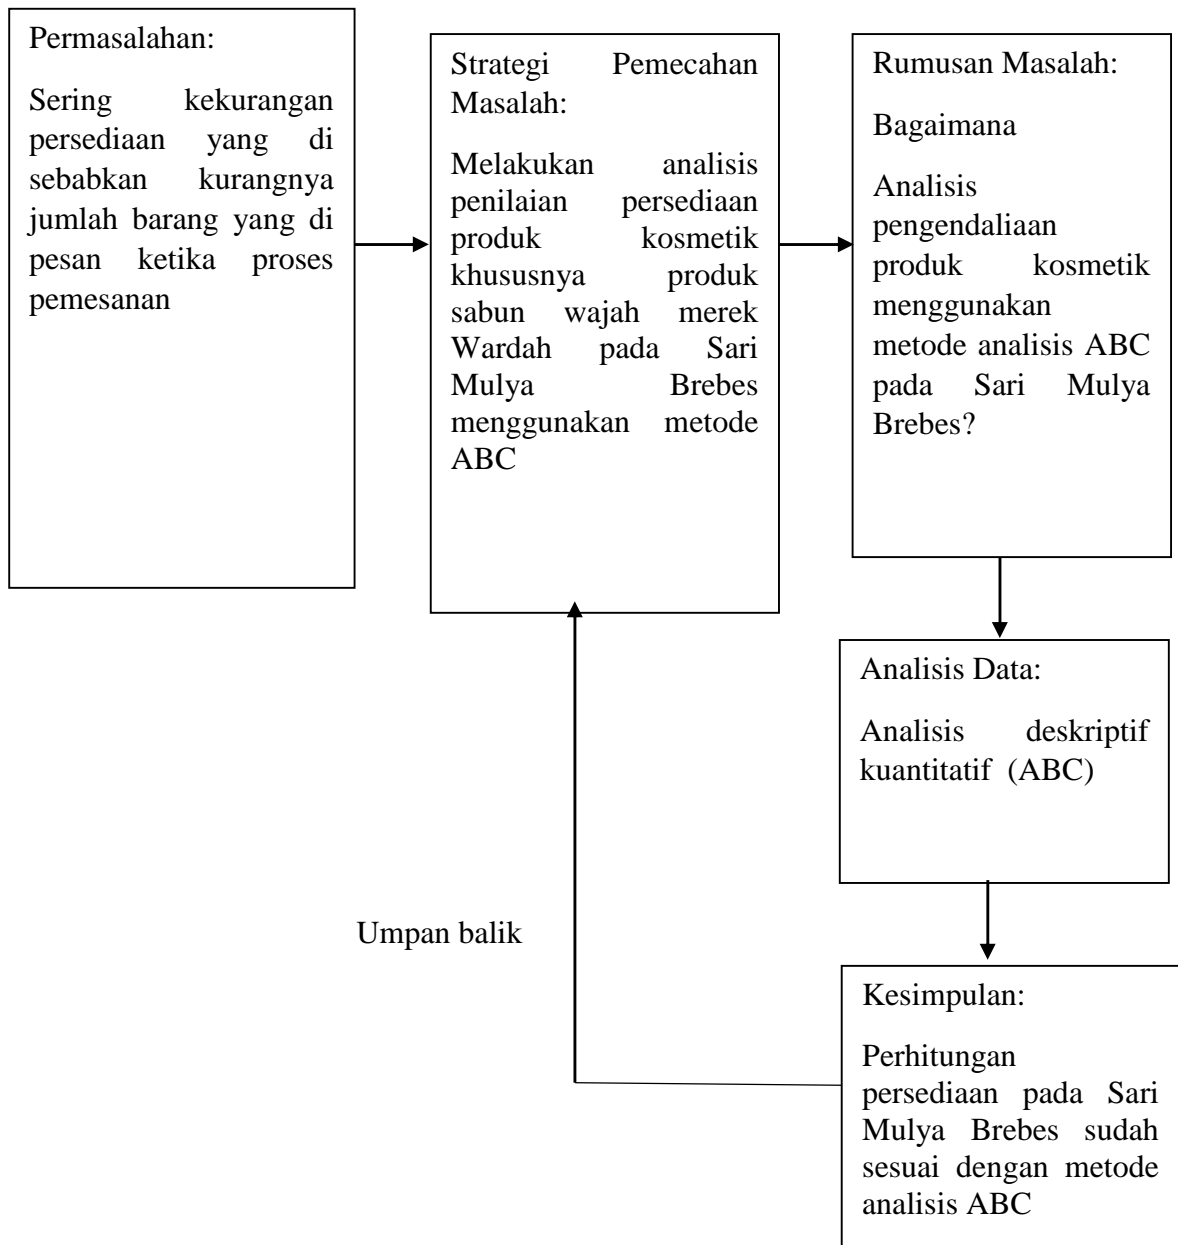 Permasalahan:
Sering kekurangan
persediaan yang di
sebabkan kurangnya
jumlah barang yang di
pesan ketika proses
pemesanan
Strategi Pemecahan
Masalah:
Melakukan analisis
penilaian persediaan
produk kosmetik
khususnya produk
sabun wajah merek
Wardah pada Sari
Mulya Brebes
menggunakan metode
ABC
Rumusan Masalah:
Bagaimana
Analisis
pengendaliaan
produk kosmetik
menggunakan
metode analisis ABC
pada Sari Mulya
Brebes?
Analisis Data:
Analisis deskriptif
kuantitatif (ABC)
Umpan balik
Kesimpulan:
Perhitungan
persediaan pada Sari
Mulya Brebes sudah
sesuai dengan metode
analisis ABC